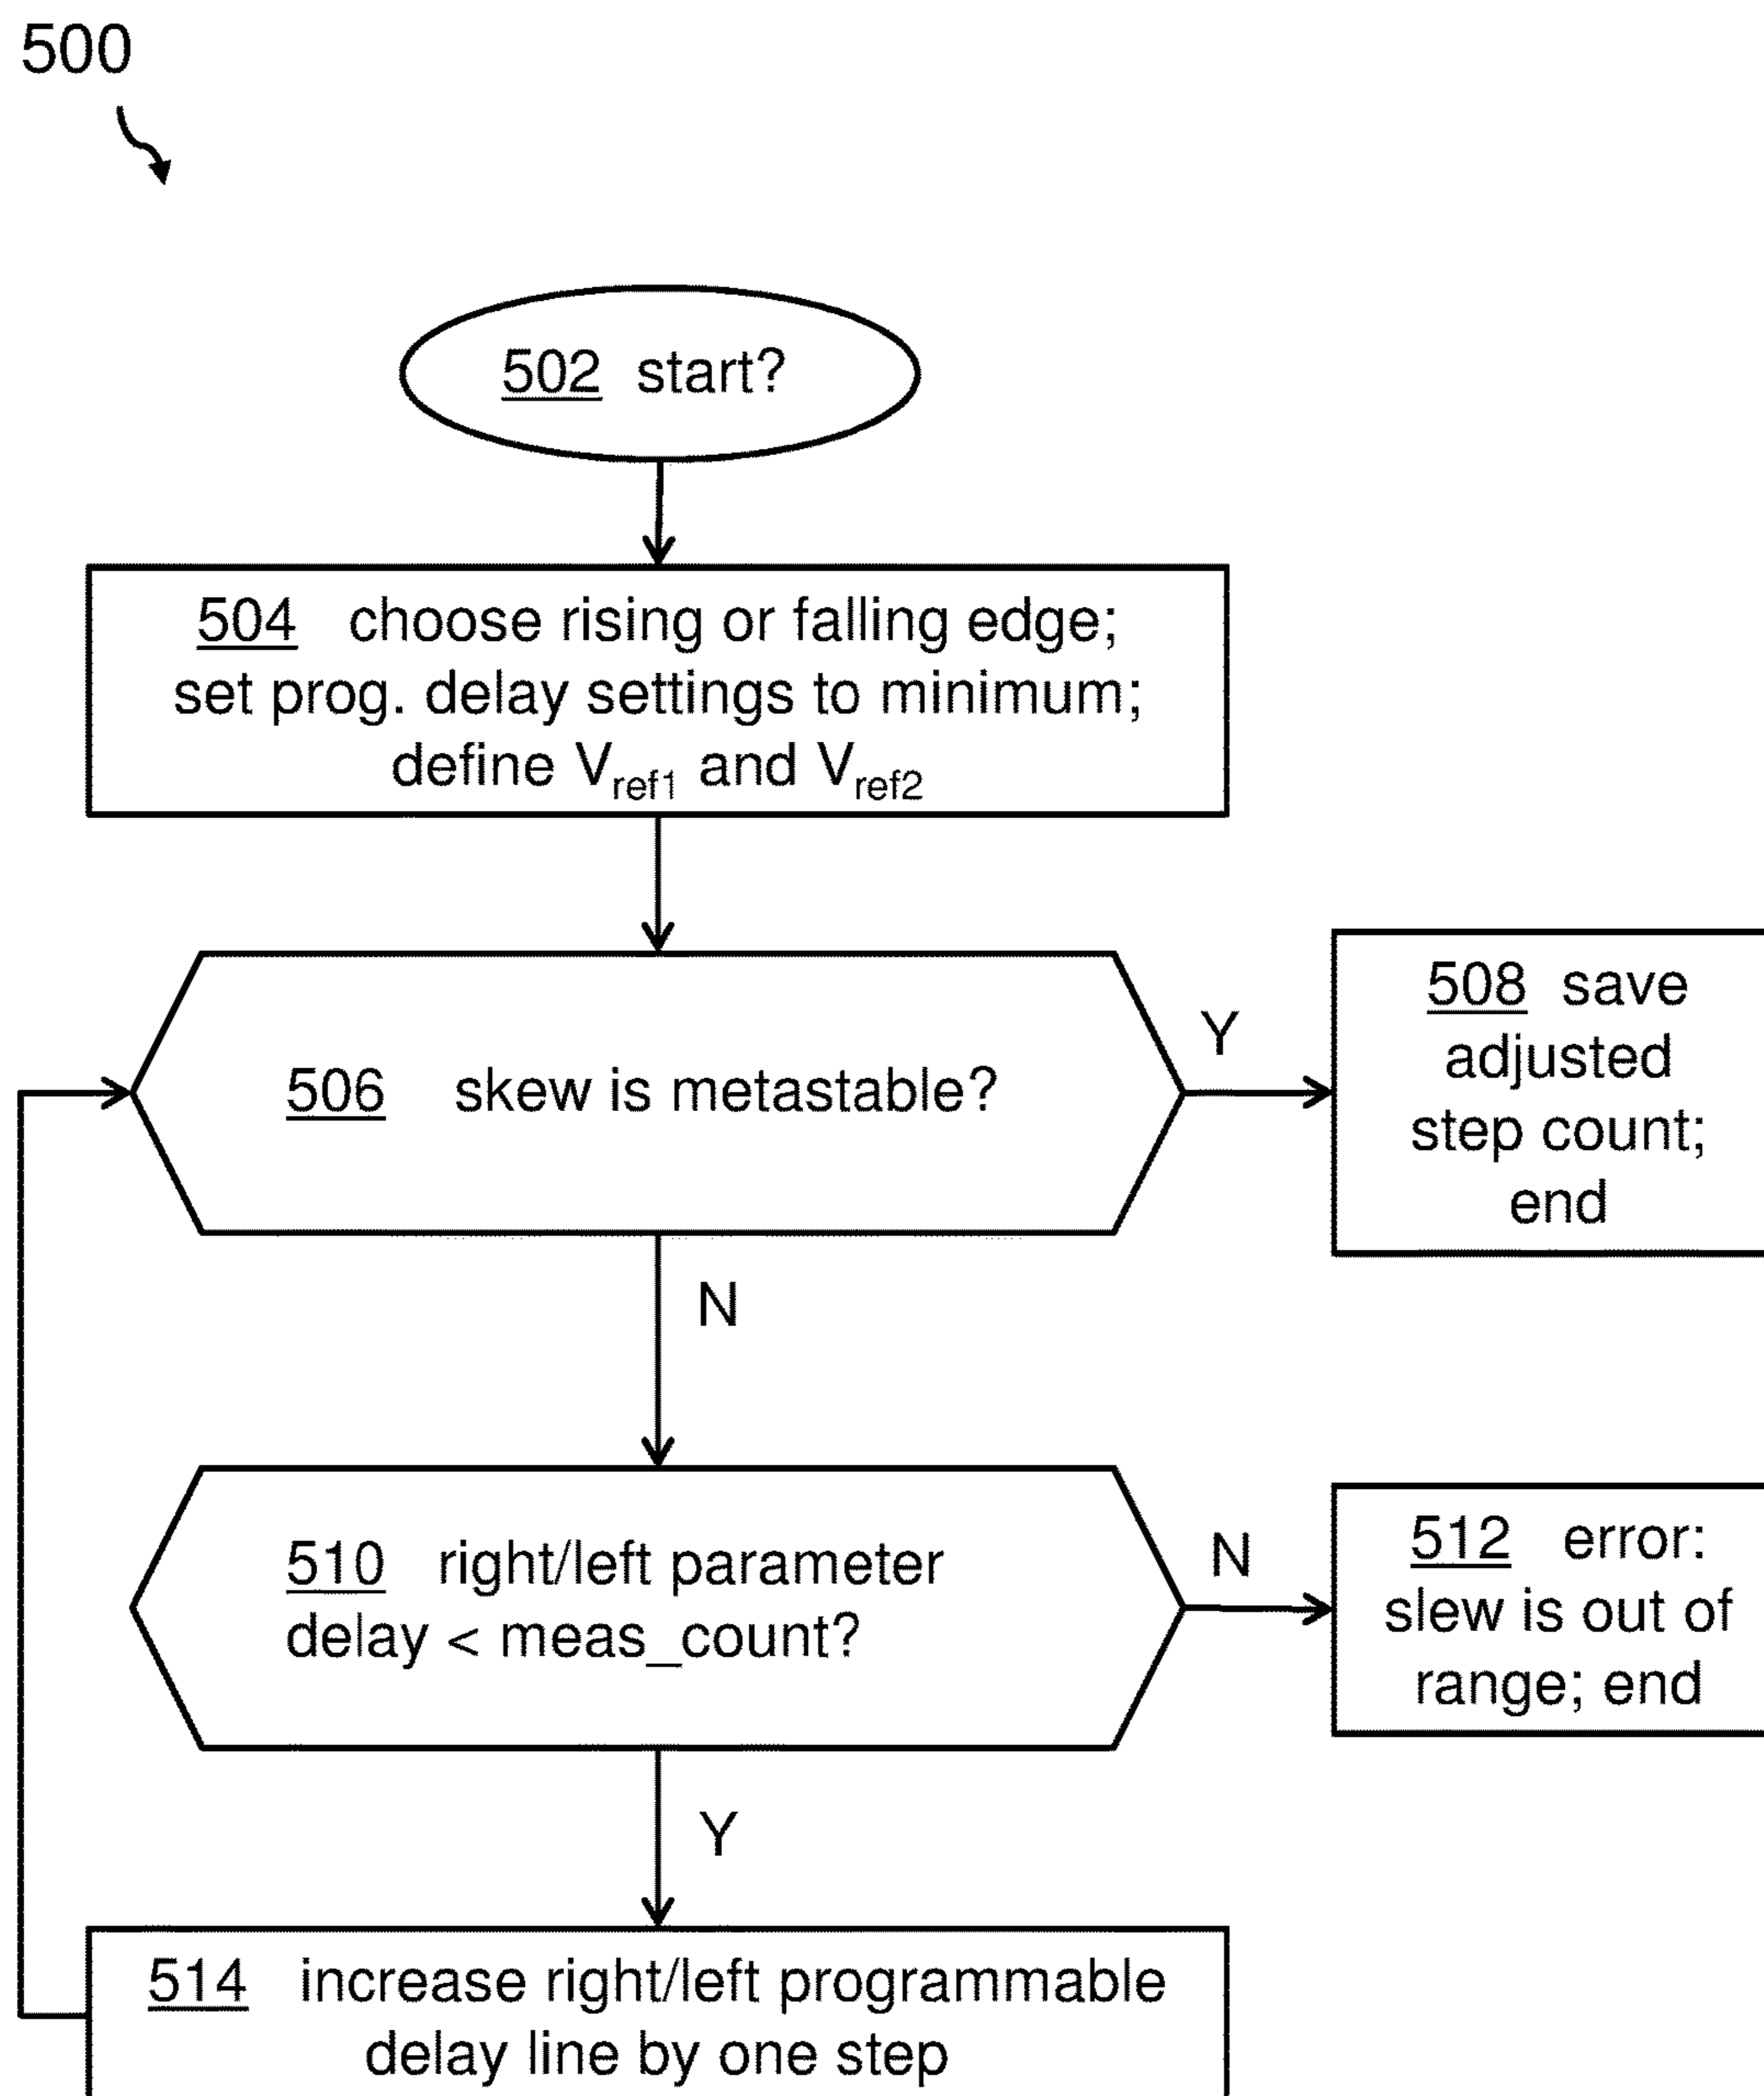 500
502 start?
504 choose rising or falling edge;
set prog. delay settings to minimum;
define Vref1 and Vref2
506 skew is metastable?
Y
508 save
adjusted
step count;
end
N
510 right/left parameter
delay < meas_count?
N
512 error:
slew is out of
range; end
Y
514 increase right/left programmable
delay line by one step